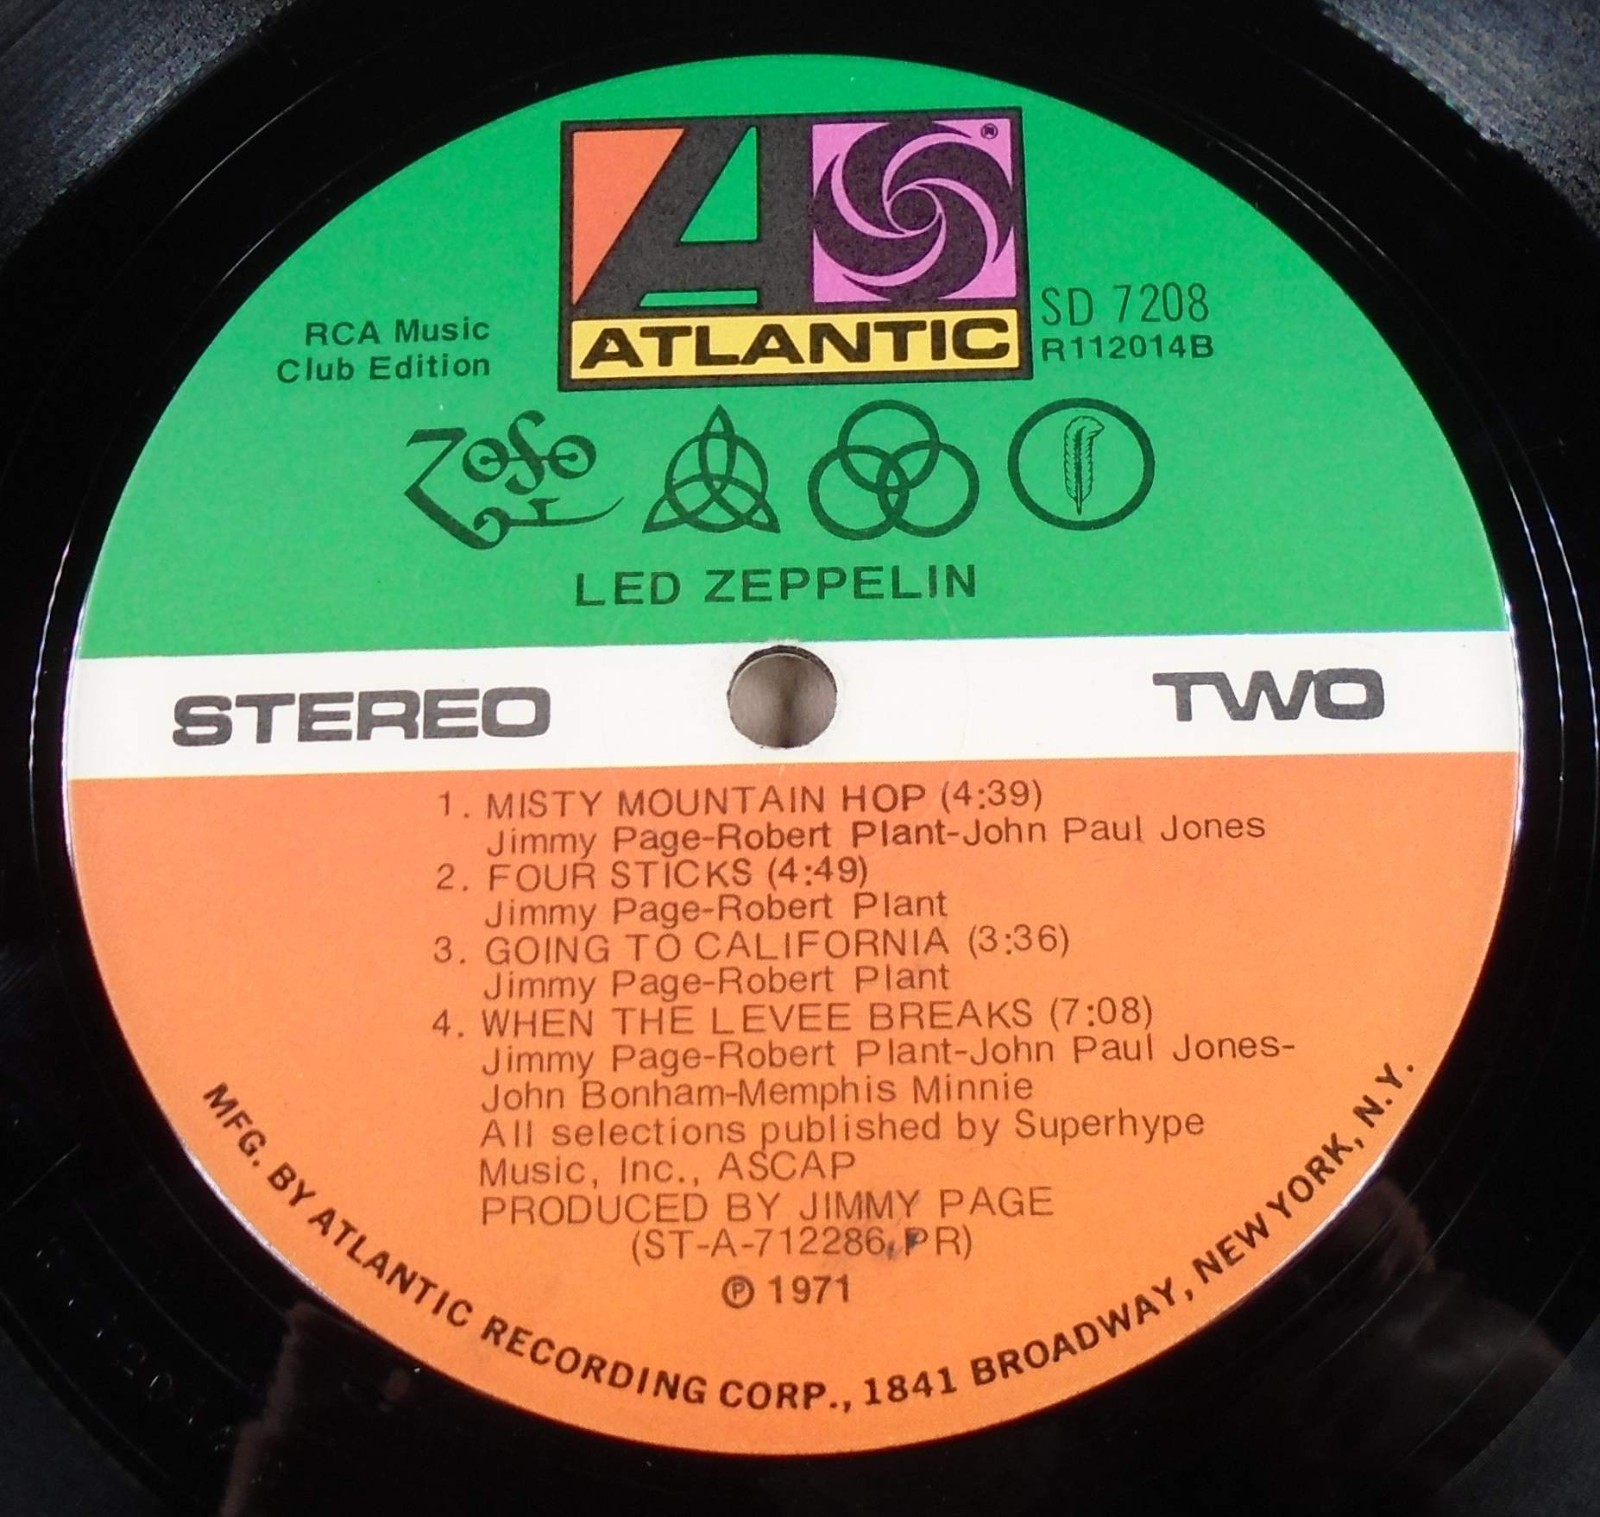 ATLANTIC
®
SD 7208
R112014B
RCA Music
Club Edition
LED ZEPPELIN
STEREO
TWO
1. MISTY MOUNTAIN HOP (4:39)
Jimmy Page-Robert Plant-John Paul Jones
2. FOUR STICKS (4:49)
Jimmy Page-Robert Plant
3. GOING TO CALIFORNIA (3:36)
Jimmy Page-Robert Plant
4. WHEN THE LEVEE BREAKS (7:08)
Jimmy Page-Robert Plant-John Paul Jones-
John Bonham-Memphis Minnie
All selections published by Superhype
Music, Inc., ASCAP
PRODUCED BY JIMMY PAGE
(ST-A-712286 PR)
℗ 1971
MFG. BY ATLANTIC RECORDING CORP., 1841 BROADWAY, NEW YORK, N.Y.